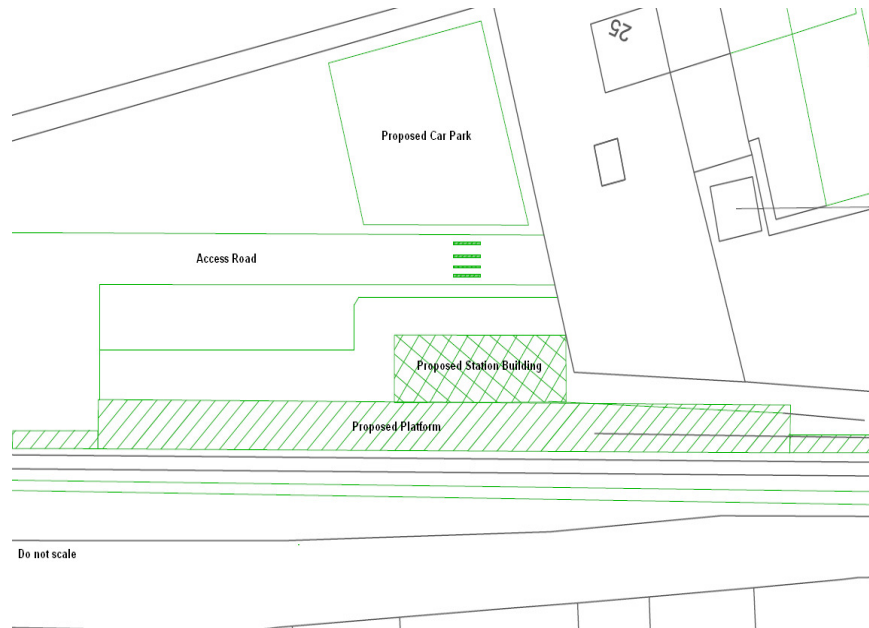 25
Proposed Car Park
Access Road
Proposed Station Building
Proposed Platform
Do not scale